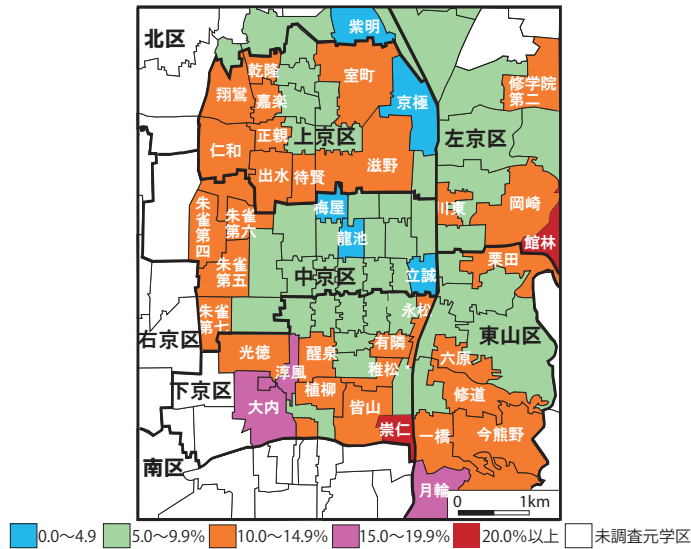 紫明
北区
乾隆
室町
修学院
第二
翔鸞
嘉楽
京極
正親
上京区
左京区
仁和
滋野
出水
待賢
岡崎
朱雀
第四
朱雀
第六
梅屋
川東
龍池
館林
栗田
朱雀
第五
中京区
立誠
朱雀
第七
永松
右京区
東山区
光徳
醒泉
有隣
六原
淳風
稚松
下京区
植柳
修道
大内
皆山
崇仁
一橋
今熊野
南区
月輪
0 1km
0.0～4.9 5.0～9.9% 10.0～14.9% 15.0～19.9% 20.0%以上 未調査元学区